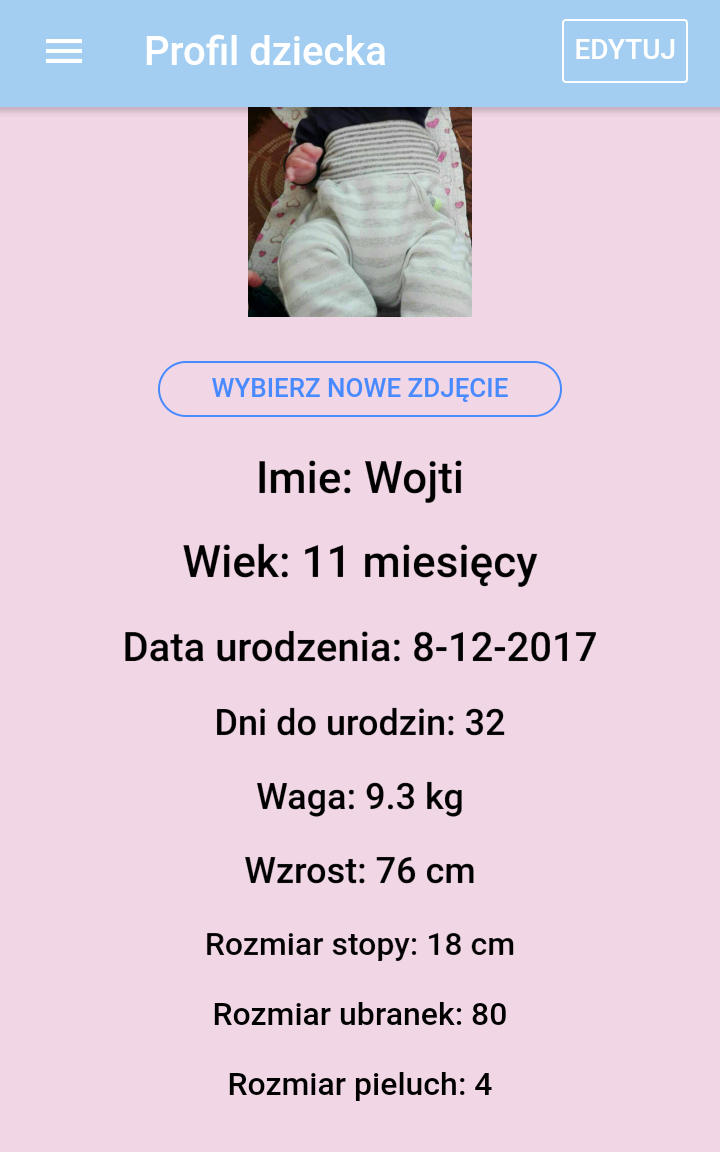 Profil dziecka
EDYTUJ
WYBIERZ NOWE ZDJĘCIE
Imie: Wojti
Wiek: 11 miesięcy
Data urodzenia: 8-12-2017
Dni do urodzin: 32
Waga: 9.3 kg
Wzrost: 76 cm
Rozmiar stopy: 18 cm
Rozmiar ubranek: 80
Rozmiar pieluch: 4